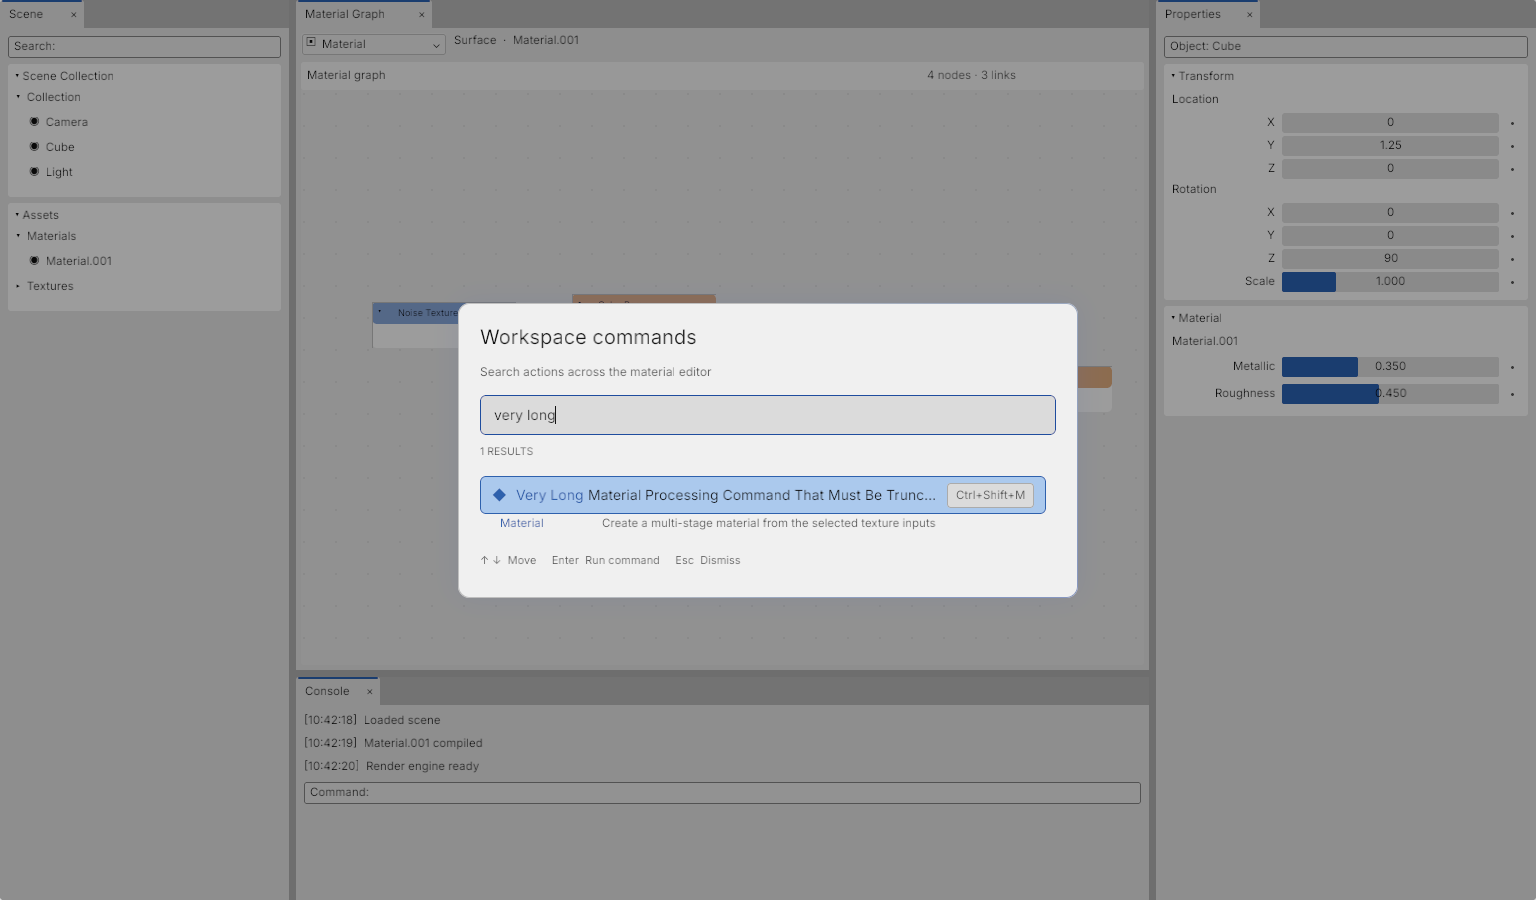 Scene ×
Search:
Scene Collection
Collection
Camera
Cube
Light
Assets
Materials
Material.001
Textures
Material Graph ×
Material
Surface · Material.001
Material graph
4 nodes · 3 links
Noise Texture
Workspace commands
Search actions across the material editor
very long
1 RESULTS
Very Long Material Processing Command That Must Be Trunc... Ctrl+Shift+M
Material Create a multi-stage material from the selected texture inputs
↑ ↓ Move Enter Run command Esc Dismiss
Console ×
[10:42:18] Loaded scene
[10:42:19] Material.001 compiled
[10:42:20] Render engine ready
Command:
Properties ×
Object: Cube
Transform
Location
X 0
Y 1.25
Z 0
Rotation
X 0
Y 0
Z 90
Scale 1.000
Material
Material.001
Metallic 0.350
Roughness 0.450